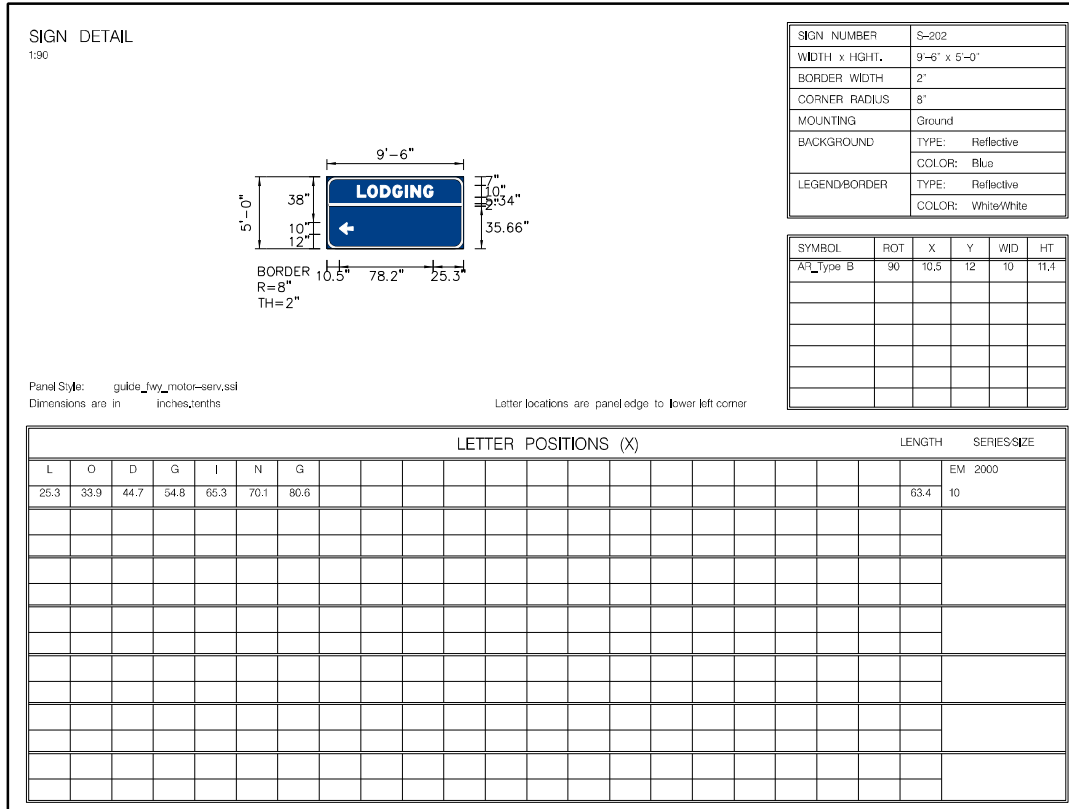 SIGN DETAIL
1:90
SIGN NUMBER S-202
WIDTH x HGHT. 9'-6" x 5'-0"
BORDER WIDTH 2"
CORNER RADIUS 8"
MOUNTING Ground
BACKGROUND TYPE: Reflective
COLOR: Blue
LEGEND/BORDER TYPE: Reflective
COLOR: White/White
9'-6"
5'-0"
38"
10"
12"
LODGING
7"
10"
5.34"
2"
35.66"
10.5" 78.2" 25.3"
BORDER
R=8"
TH=2"
SYMBOL ROT X Y WID HT
AR_Type B 90 10.5 12 10 11.4
Panel Style: guide_fwy_motor-serv.ssi
Dimensions are in inches.tenths
Letter locations are panel edge to lower left corner
LETTER POSITIONS (X) LENGTH SERIES/SIZE
L O D G I N G EM 2000
25.3 33.9 44.7 54.8 65.3 70.1 80.6 63.4 10